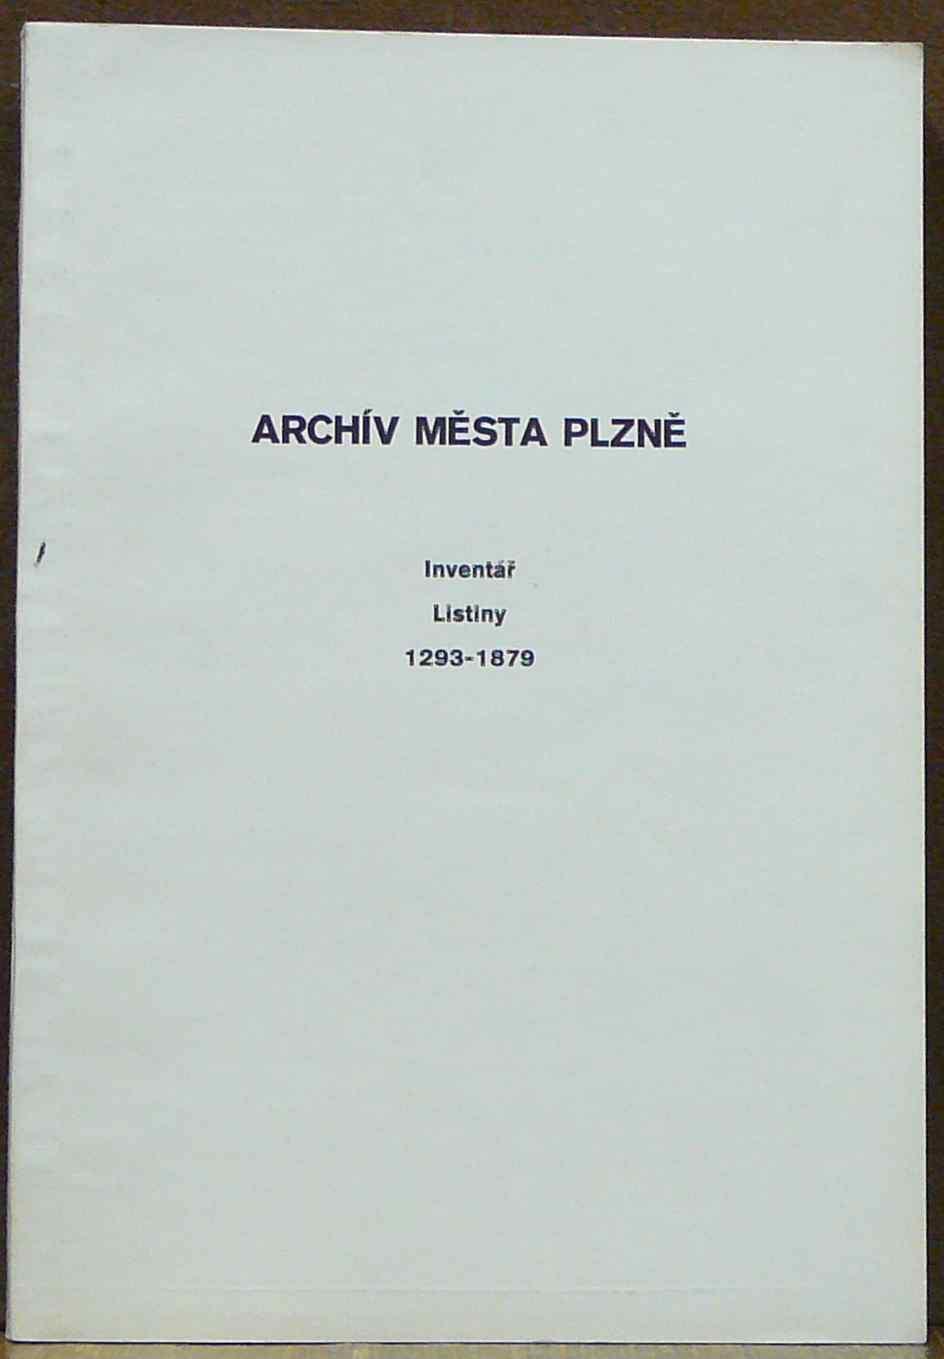 ARCHÍV MĚSTA PLZNĚ
Inventář
Listiny
1293-1879